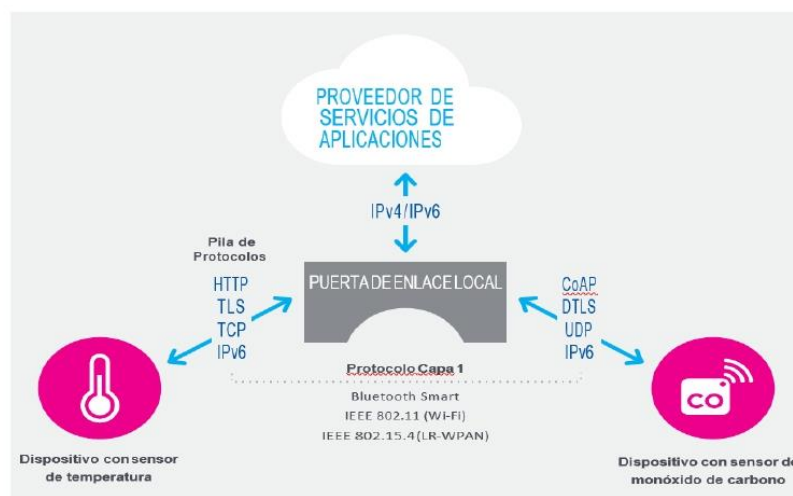 PROVEEDOR DE
SERVICIOS DE
APLICACIONES
IPv4/IPv6
Pila de
Protocolos
HTTP
TLS
TCP
IPv6
PUERTA DE ENLACE LOCAL
CoAP
DTLS
UDP
IPv6
Protocolo Capa 1
Bluetooth Smart
IEEE 802.11 (Wi-Fi)
IEEE 802.15.4 (LR-WPAN)
CO
Dispositivo con sensor
de temperatura
Dispositivo con sensor de
monóxido de carbono